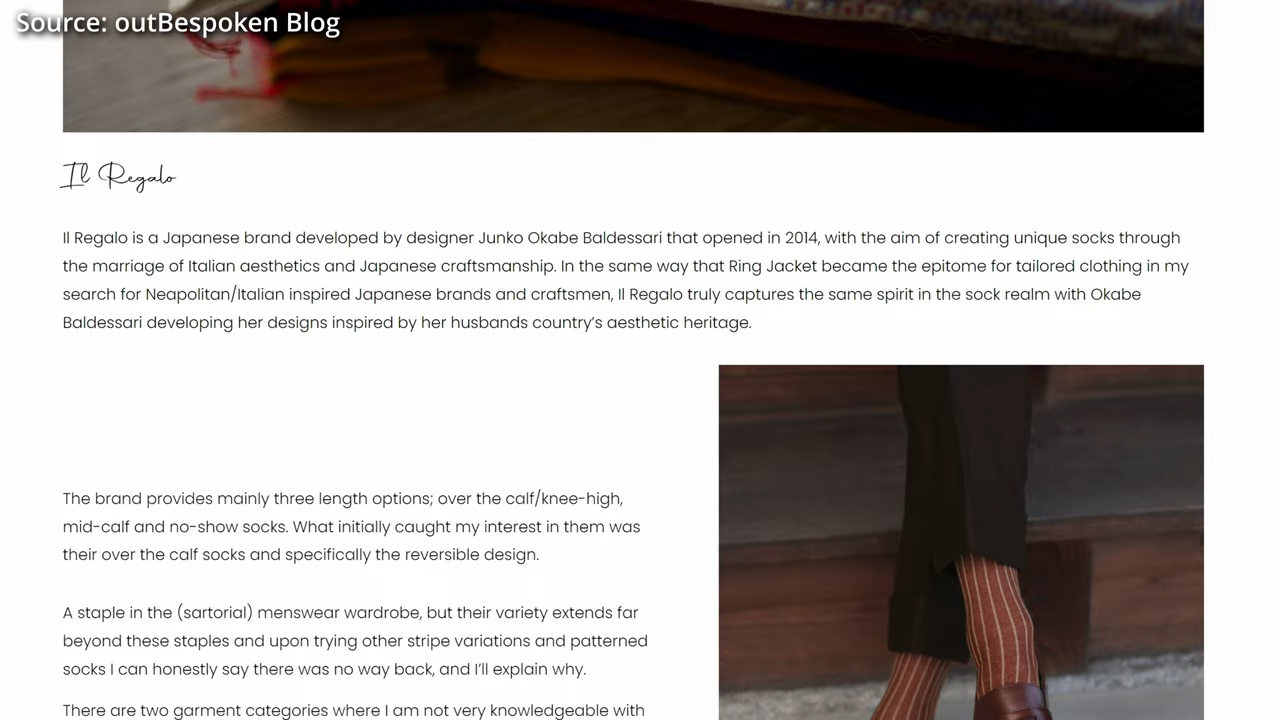 Source: outBespoken Blog
Il Regalo
Il Regalo is a Japanese brand developed by designer Junko Okabe Baldessari that opened in 2014, with the aim of creating unique socks through
the marriage of Italian aesthetics and Japanese craftsmanship. In the same way that Ring Jacket became the epitome for tailored clothing in my
search for Neapolitan/Italian inspired Japanese brands and craftsmen, Il Regalo truly captures the same spirit in the sock realm with Okabe
Baldessari developing her designs inspired by her husbands country’s aesthetic heritage.
The brand provides mainly three length options; over the calf/knee-high,
mid-calf and no-show socks. What initially caught my interest in them was
their over the calf socks and specifically the reversible design.
A staple in the (sartorial) menswear wardrobe, but their variety extends far
beyond these staples and upon trying other stripe variations and patterned
socks I can honestly say there was no way back, and I’ll explain why.
There are two garment categories where I am not very knowledgeable with